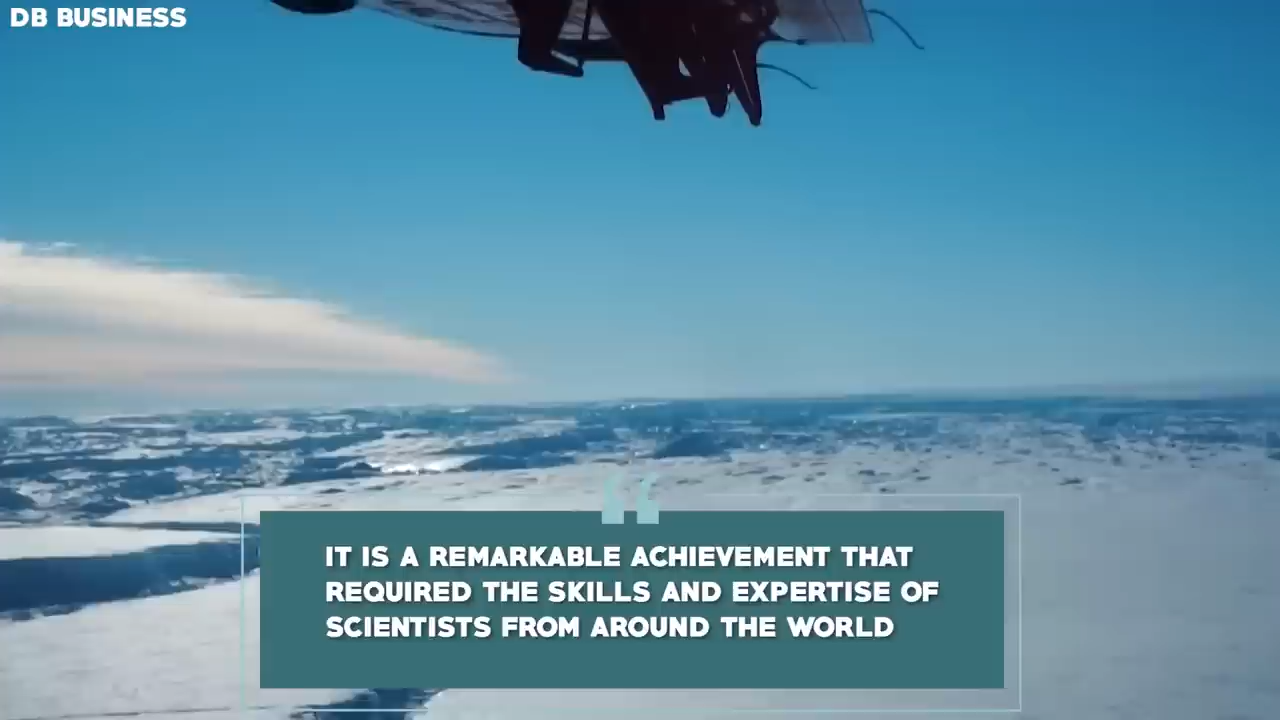 DB BUSINESS
“
IT IS A REMARKABLE ACHIEVEMENT THAT
REQUIRED THE SKILLS AND EXPERTISE OF
SCIENTISTS FROM AROUND THE WORLD